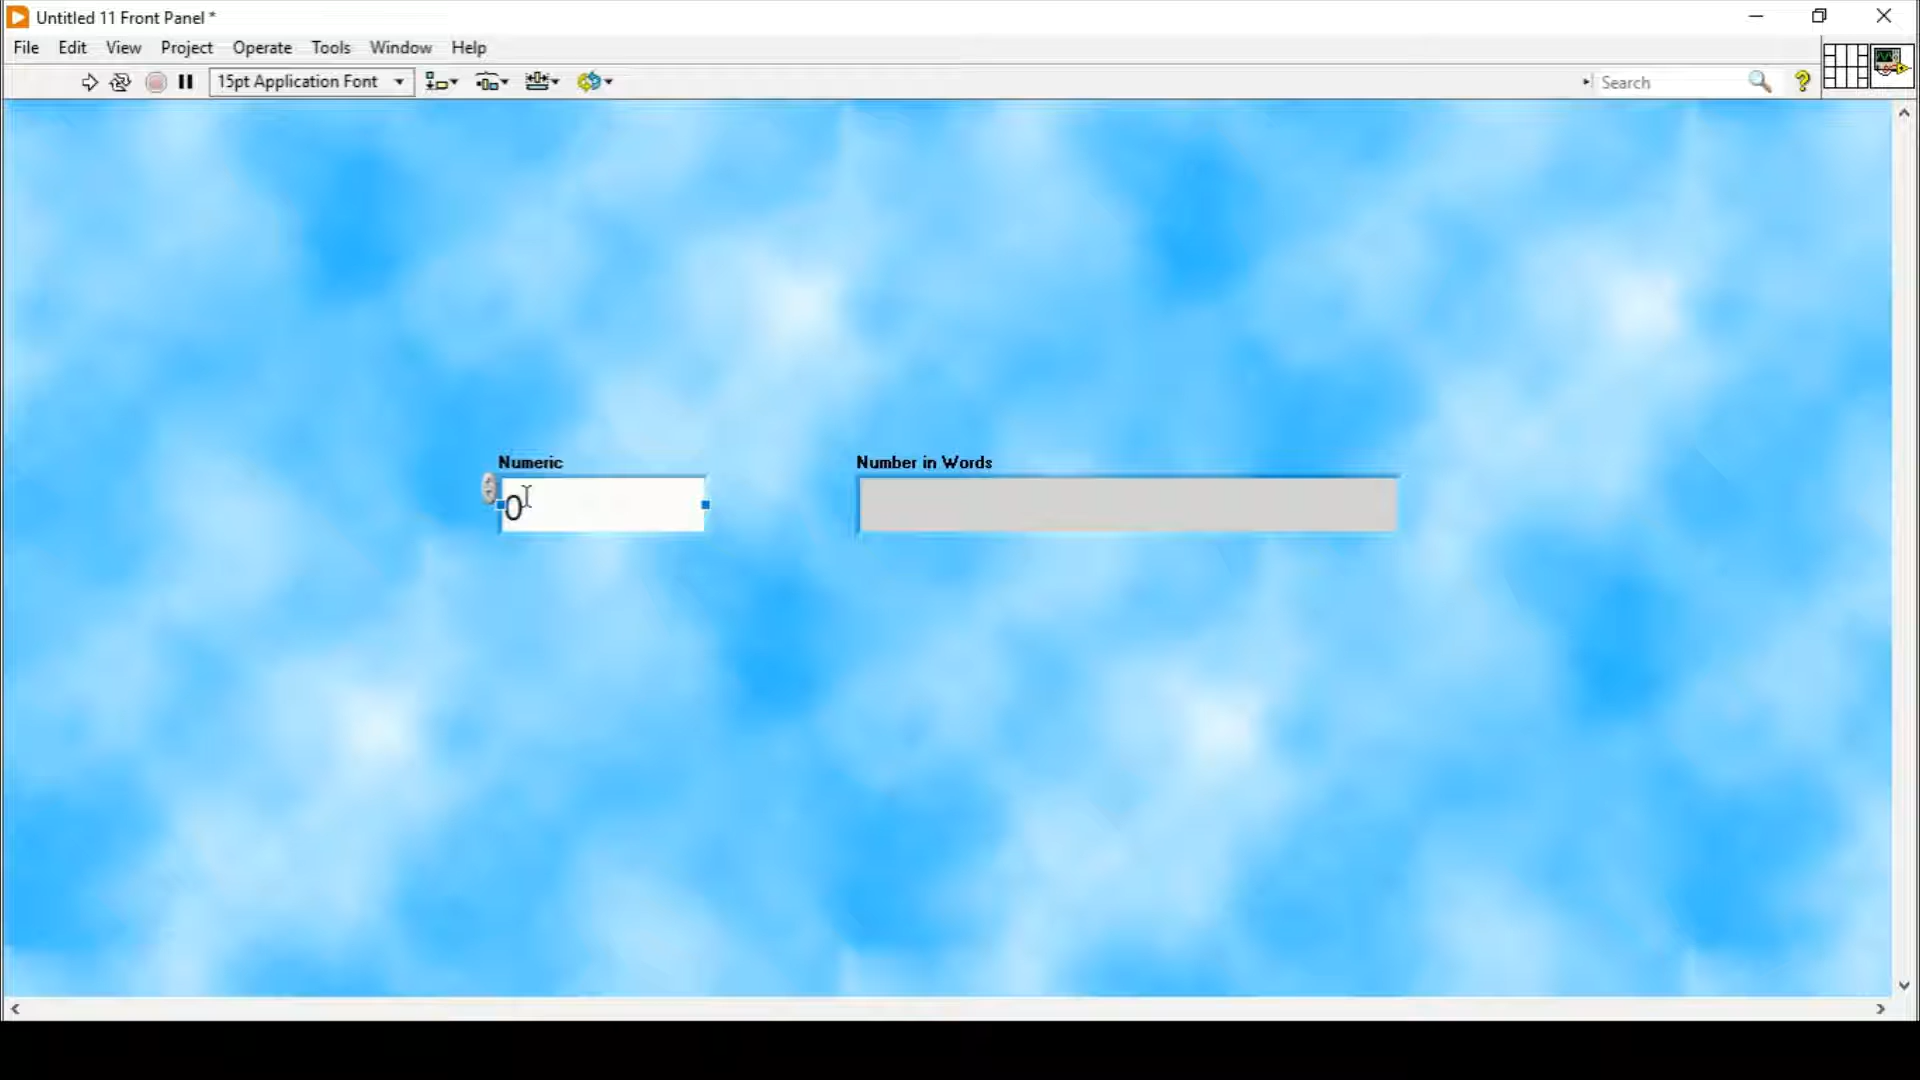 Untitled 11 Front Panel *
File Edit View Project Operate Tools Window Help
15pt Application Font Search ?
Numeric Number in Words
0